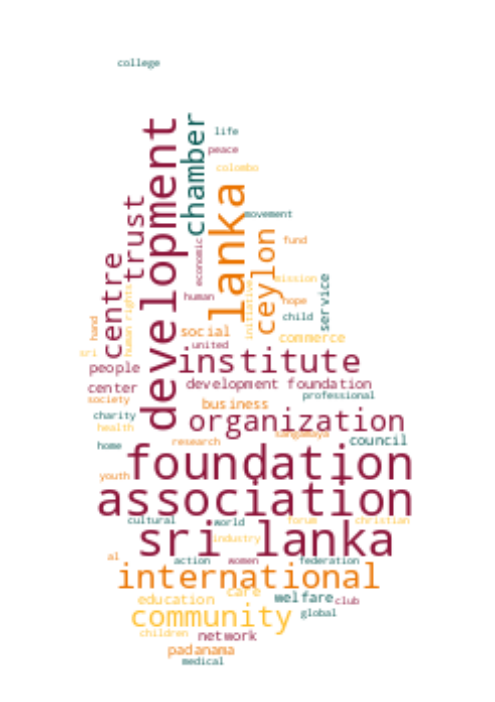 college
life
peace
colombo
development
chamber
lanka
movement
trust
ceylon
fund
economic
centre
mission
human
hope
initiative
service
child
human rights
hand
social
commerce
united
sri
institute
people
center
development foundation
professional
society
business
charity
organization
health
sangamaya
council
home
research
foundation
youth
association
cultural
world
forum
christian
sri lanka
industry
al
action
women
federation
international
care
education
welfare
club
community
global
children
network
padanama
medical